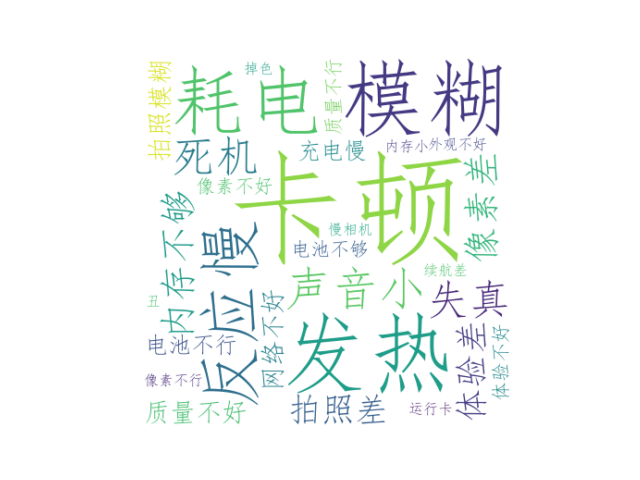 拍照模糊
耗电
掉色
质量不行
模糊
死机
充电慢
内存小
外观不好
像素不好
卡顿
像素差
内存不够
反应慢
慢
相机
电池不够
续航差
丑
声音小
失真
电池不行
网络不好
发热
体验差
体验不好
像素不行
质量不好
拍照差
运行卡